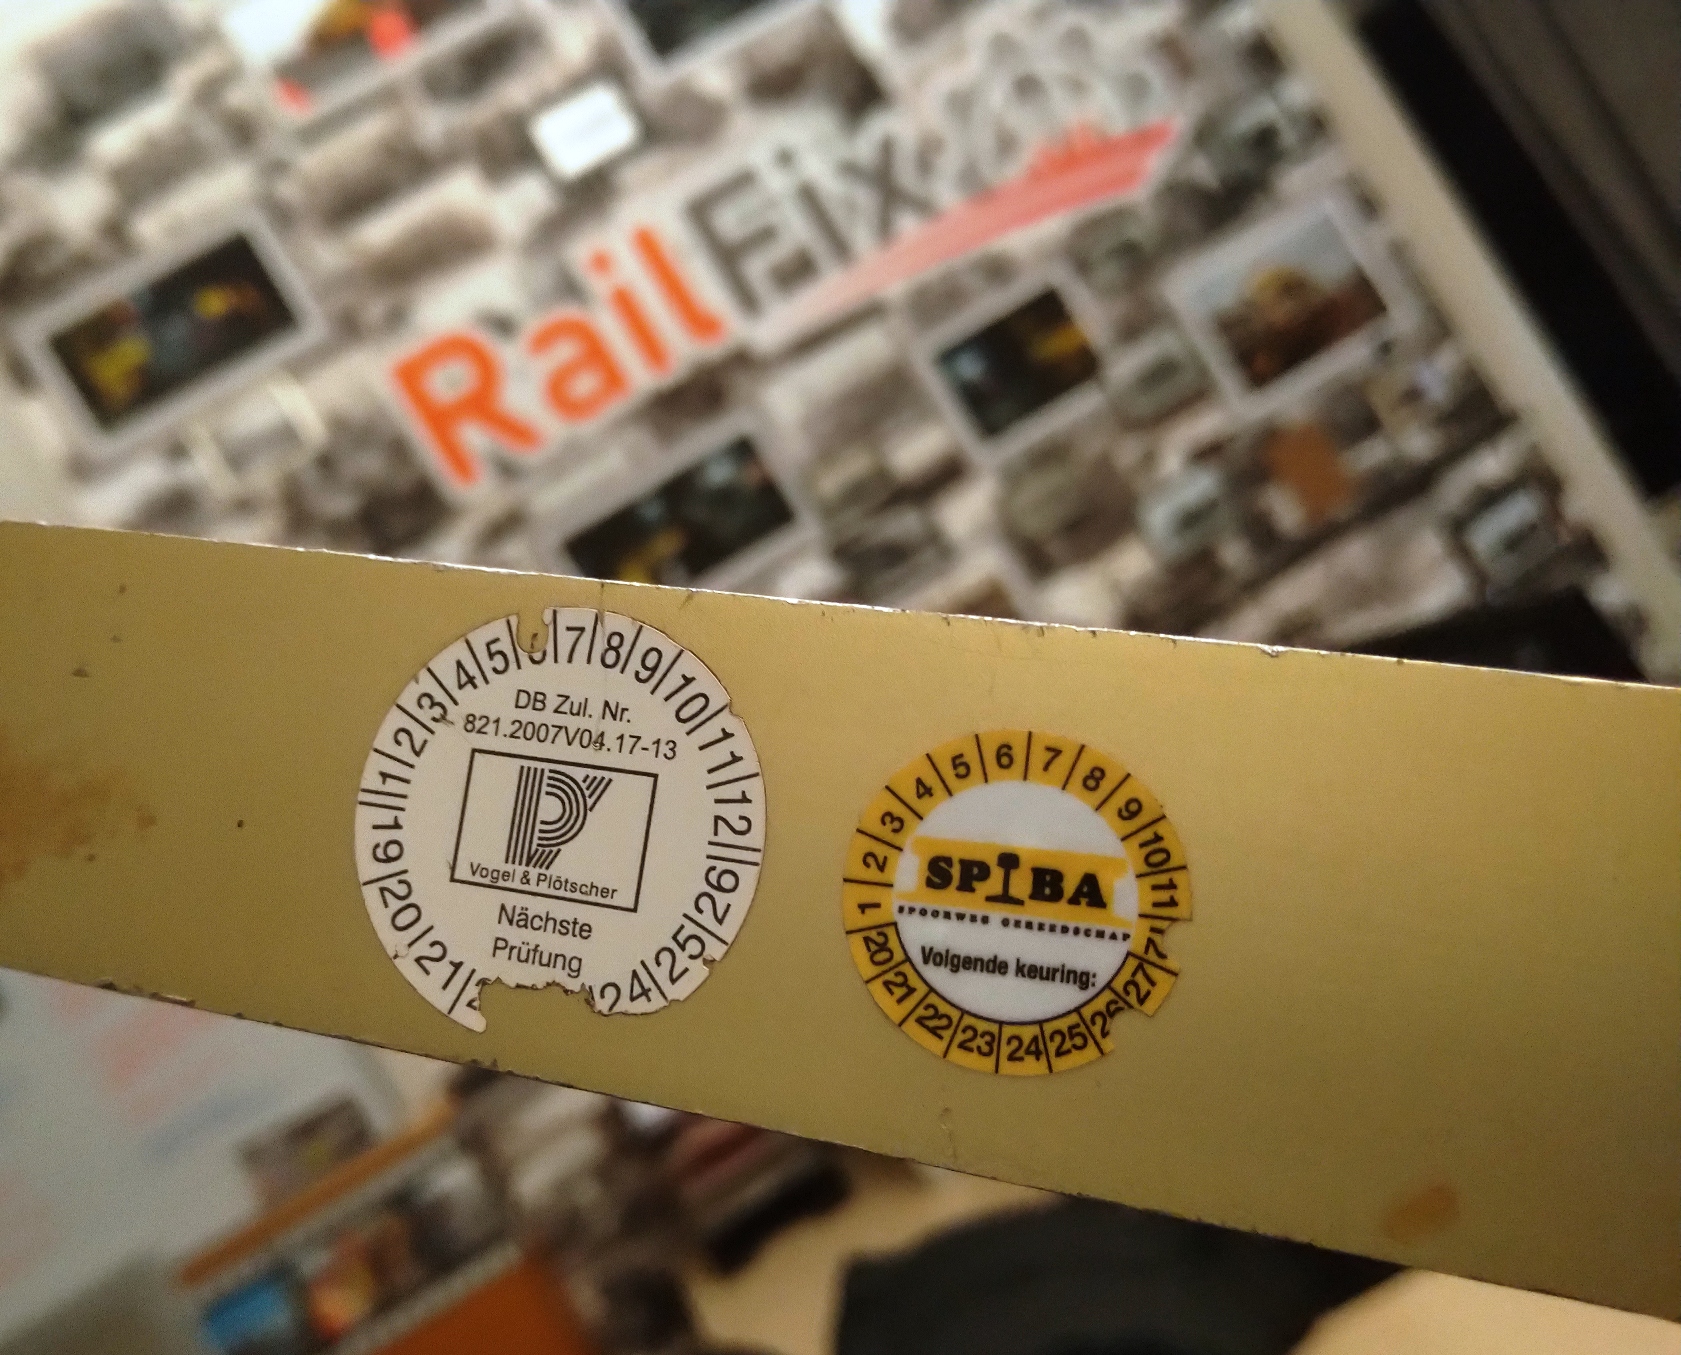 RailFix
5 7 8 9 10 11 12
4
3
2
1
DB Zul. Nr.
821.2007V04.17-13
Vogel & Plötscher
Nächste
Prüfung
19 20 21 24 25 26
1 2 3 4 5 6 7 8 9 10 11
SPIBA
SPOORWEG GEREEDSCHAP
Volgende keuring:
20 21 22 23 24 25 26 27